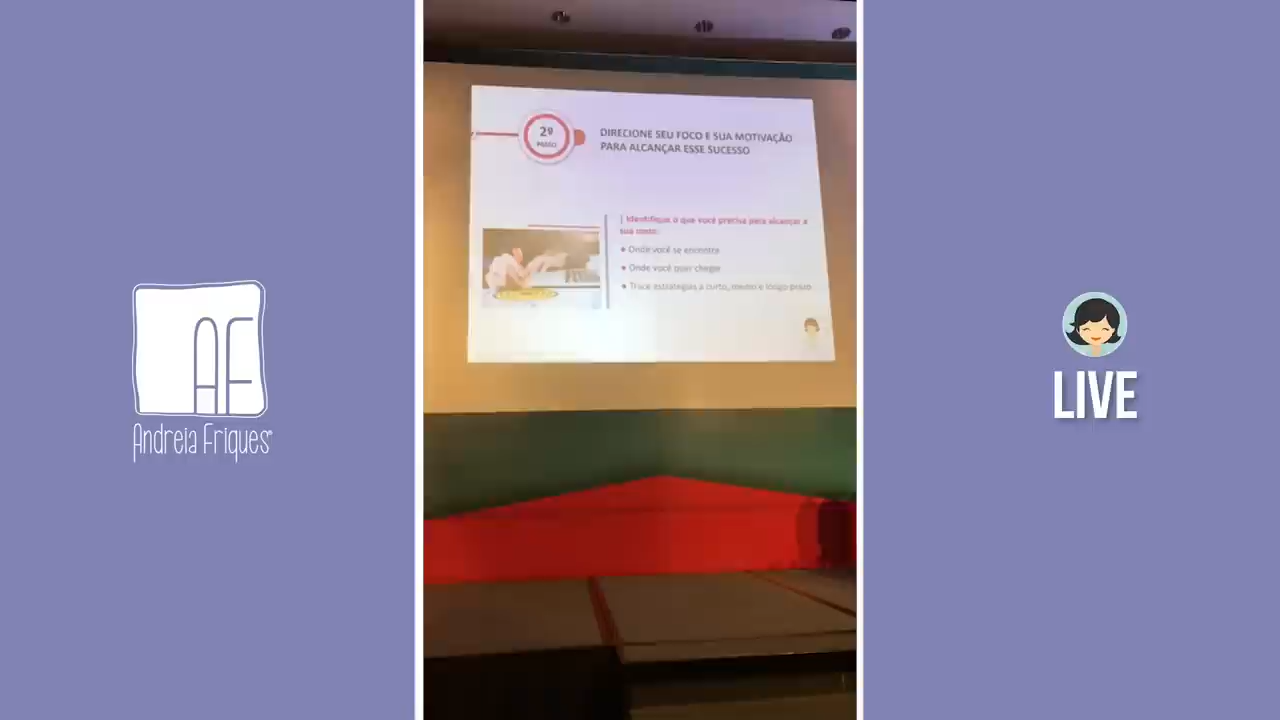 2º
PASSO
DIRECIONE SEU FOCO E SUA MOTIVAÇÃO
PARA ALCANÇAR ESSE SUCESSO
| Identifique o que você precisa para alcançar a
sua meta:
• Onde você se encontra
• Onde você quer chegar
• Trace estratégias a curto, médio e longo prazo
AF
Andreia Friques®
LIVE